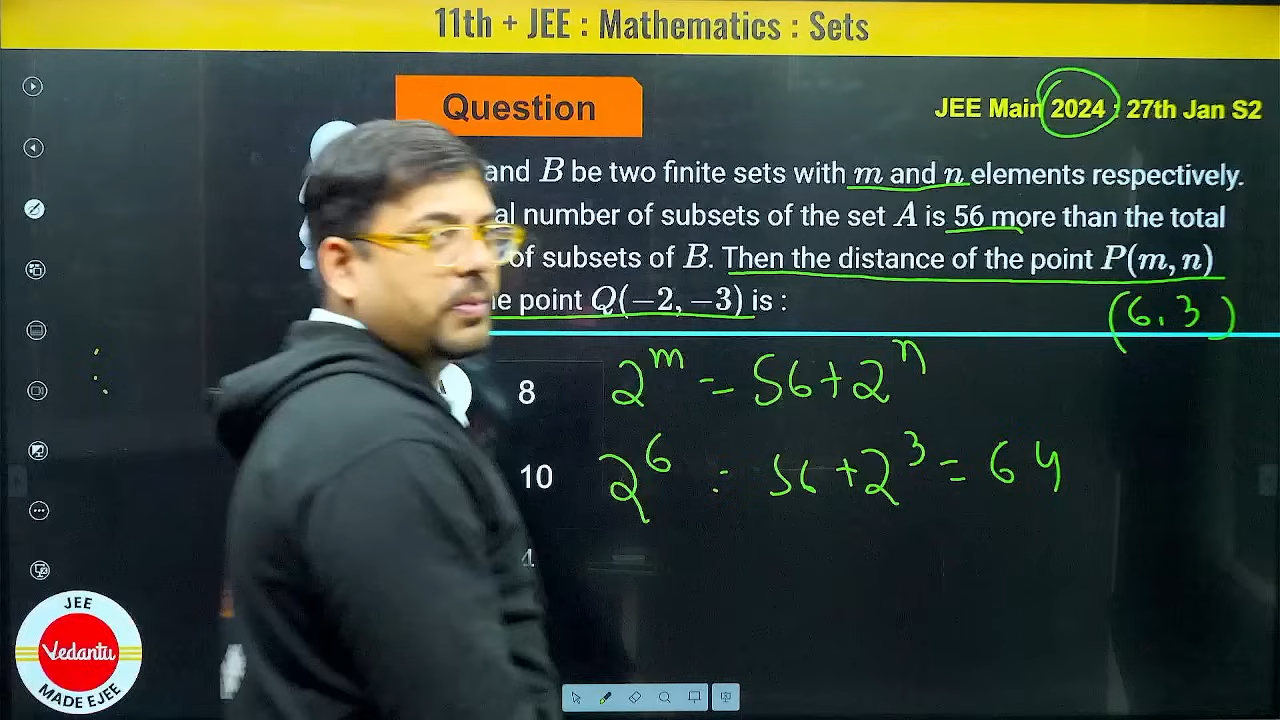 11th + JEE : Mathematics : Sets
Question
JEE Main 2024 : 27th Jan S2
and B be two finite sets with m and n elements respectively.
al number of subsets of the set A is 56 more than the total
of subsets of B. Then the distance of the point P(m, n)
e point Q(−2, −3) is :
(6, 3)
8
2^m = 56 + 2^n
10
2^6 = 56 + 2^3 = 64
4
JEE
Vedantu
MADE EJEE